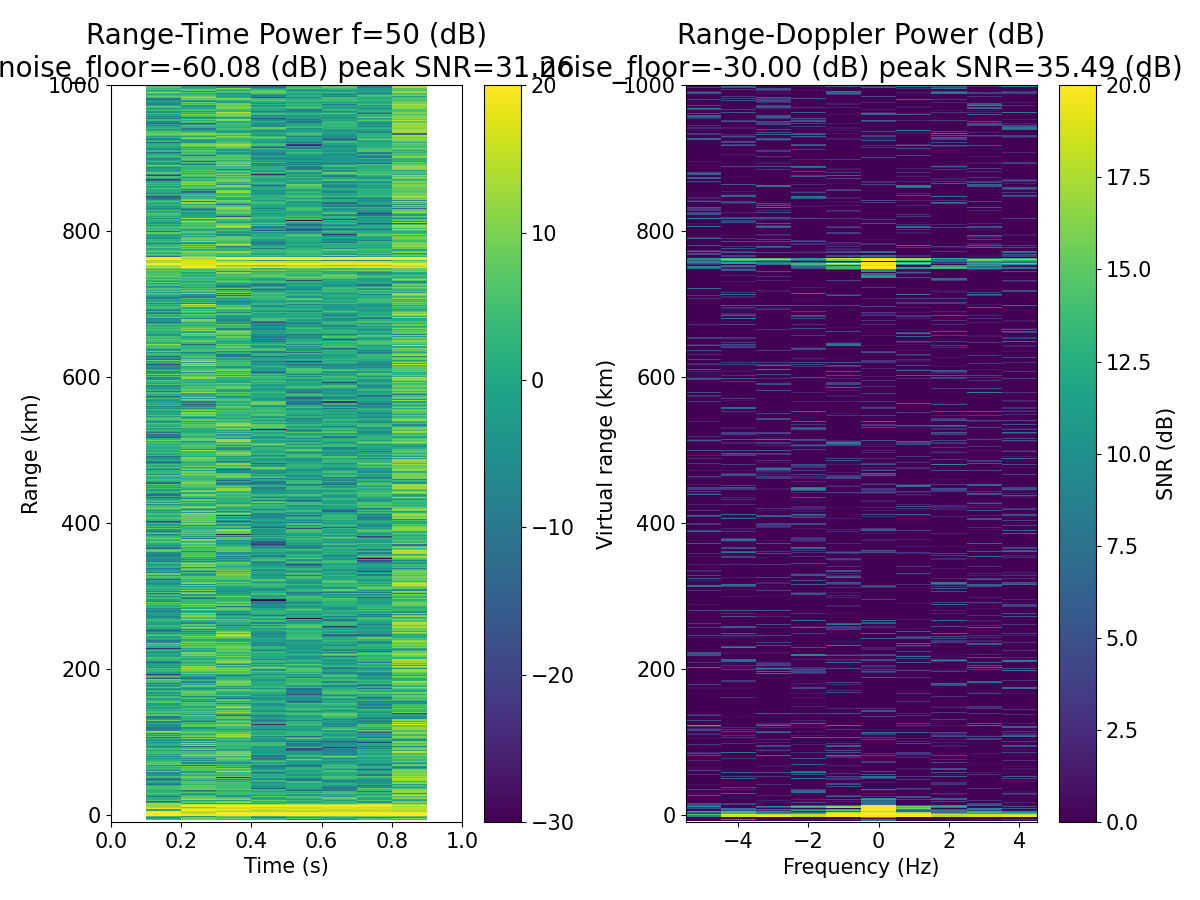 Range-Time Power f=50 (dB)
noise_floor=-60.08 (dB) peak SNR=31.26
Range-Doppler Power (dB)
noise_floor=-30.00 (dB) peak SNR=35.49 (dB)
1000
800
600
400
200
0
Range (km)
0.0 0.2 0.4 0.6 0.8 1.0
Time (s)
20
10
0
−10
−20
−30
1000
800
600
400
200
0
Virtual range (km)
−4 −2 0 2 4
Frequency (Hz)
20.0
17.5
15.0
12.5
10.0
7.5
5.0
2.5
0.0
SNR (dB)